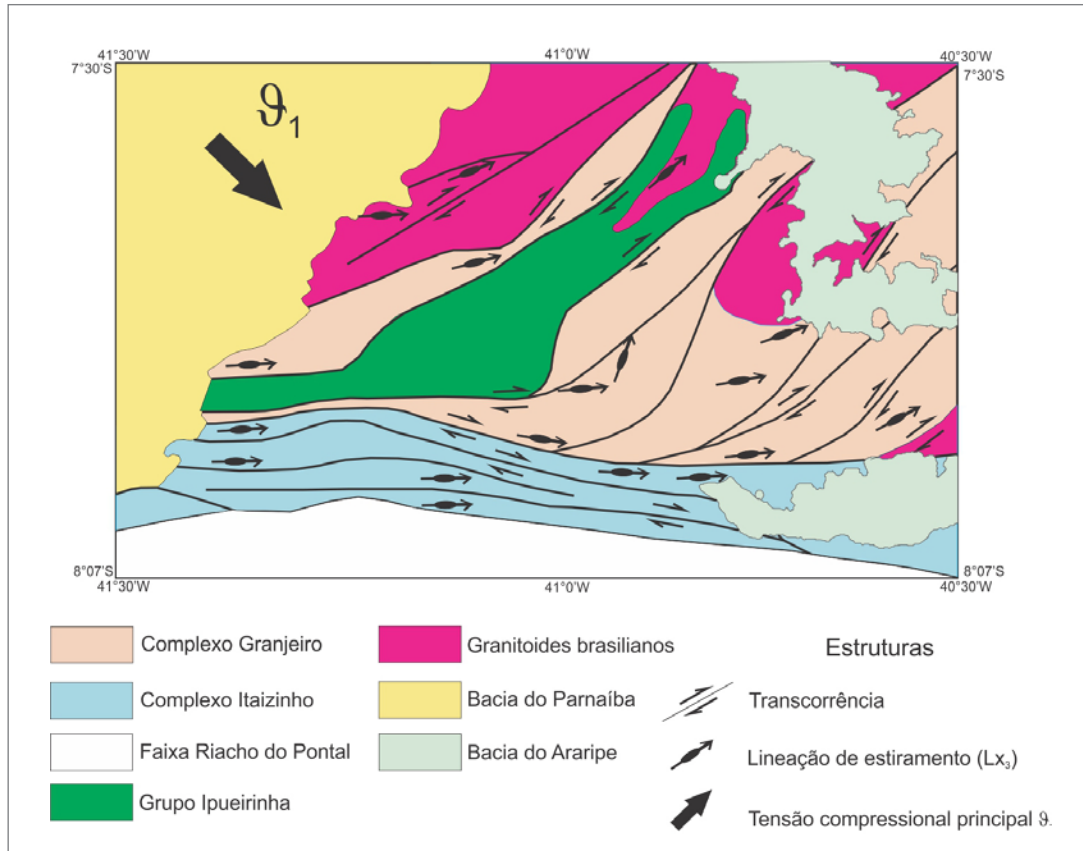 41°30'W
41°0'W
40°30'W
7°30'S
7°30'S
ϑ1
8°07'S
8°07'S
41°30'W
41°0'W
40°30'W
Complexo Granjeiro
Granitoides brasilianos
Estruturas
Complexo Itaizinho
Bacia do Parnaíba
Transcorrência
Faixa Riacho do Pontal
Bacia do Araripe
Lineação de estiramento (Lx₃)
Grupo Ipueirinha
Tensão compressional principal ϑ.